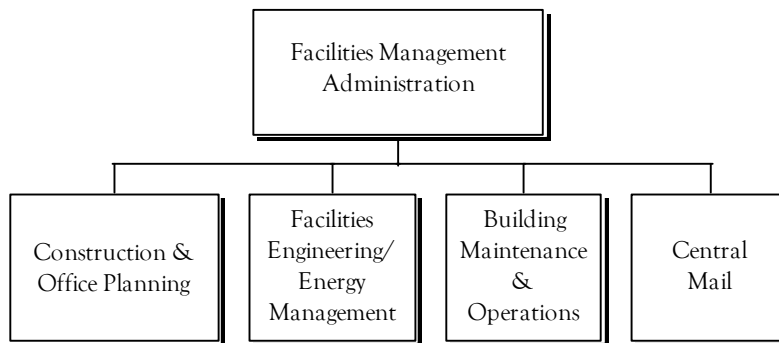 Facilities Management
Administration
Construction &
Office Planning
Facilities
Engineering/
Energy
Management
Building
Maintenance
&
Operations
Central
Mail